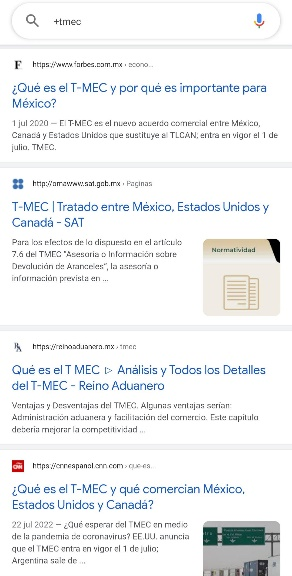 +tmec
F https://www.forbes.com.mx › econo...
¿Qué es el T-MEC y por qué es importante para
México?
1 jul 2020 — El T-MEC es el nuevo acuerdo comercial entre México,
Canadá y Estados Unidos que sustituye al TLCAN; entra en vigor el 1 de
julio. TMEC.
http://omawww.sat.gob.mx › Paginas
T-MEC | Tratado entre México, Estados Unidos y
Canadá - SAT
Para los efectos de lo dispuesto en el artículo
7.6 del TMEC "Asesoría o Información sobre
Devolución de Aranceles", la asesoría o
información prevista en ...
Normatividad
https://reinoaduanero.mx › tmec
Qué es el T MEC ▷ Análisis y Todos los Detalles
del T-MEC - Reino Aduanero
Ventajas y Desventajas del TMEC. Algunas ventajas serían:
Administración aduanera y facilitación del comercio. Este capítulo
debería mejorar la competitividad ...
CNN https://cnnespanol.cnn.com › que-es...
¿Qué es el T-MEC y qué comercian México,
Estados Unidos y Canadá?
22 jul 2022 — ¿Qué esperar del TMEC en medio
de la pandemia de coronavirus? EE.UU. anuncia
que el TMEC entra en vigor el 1 de julio;
Argentina sale de ...